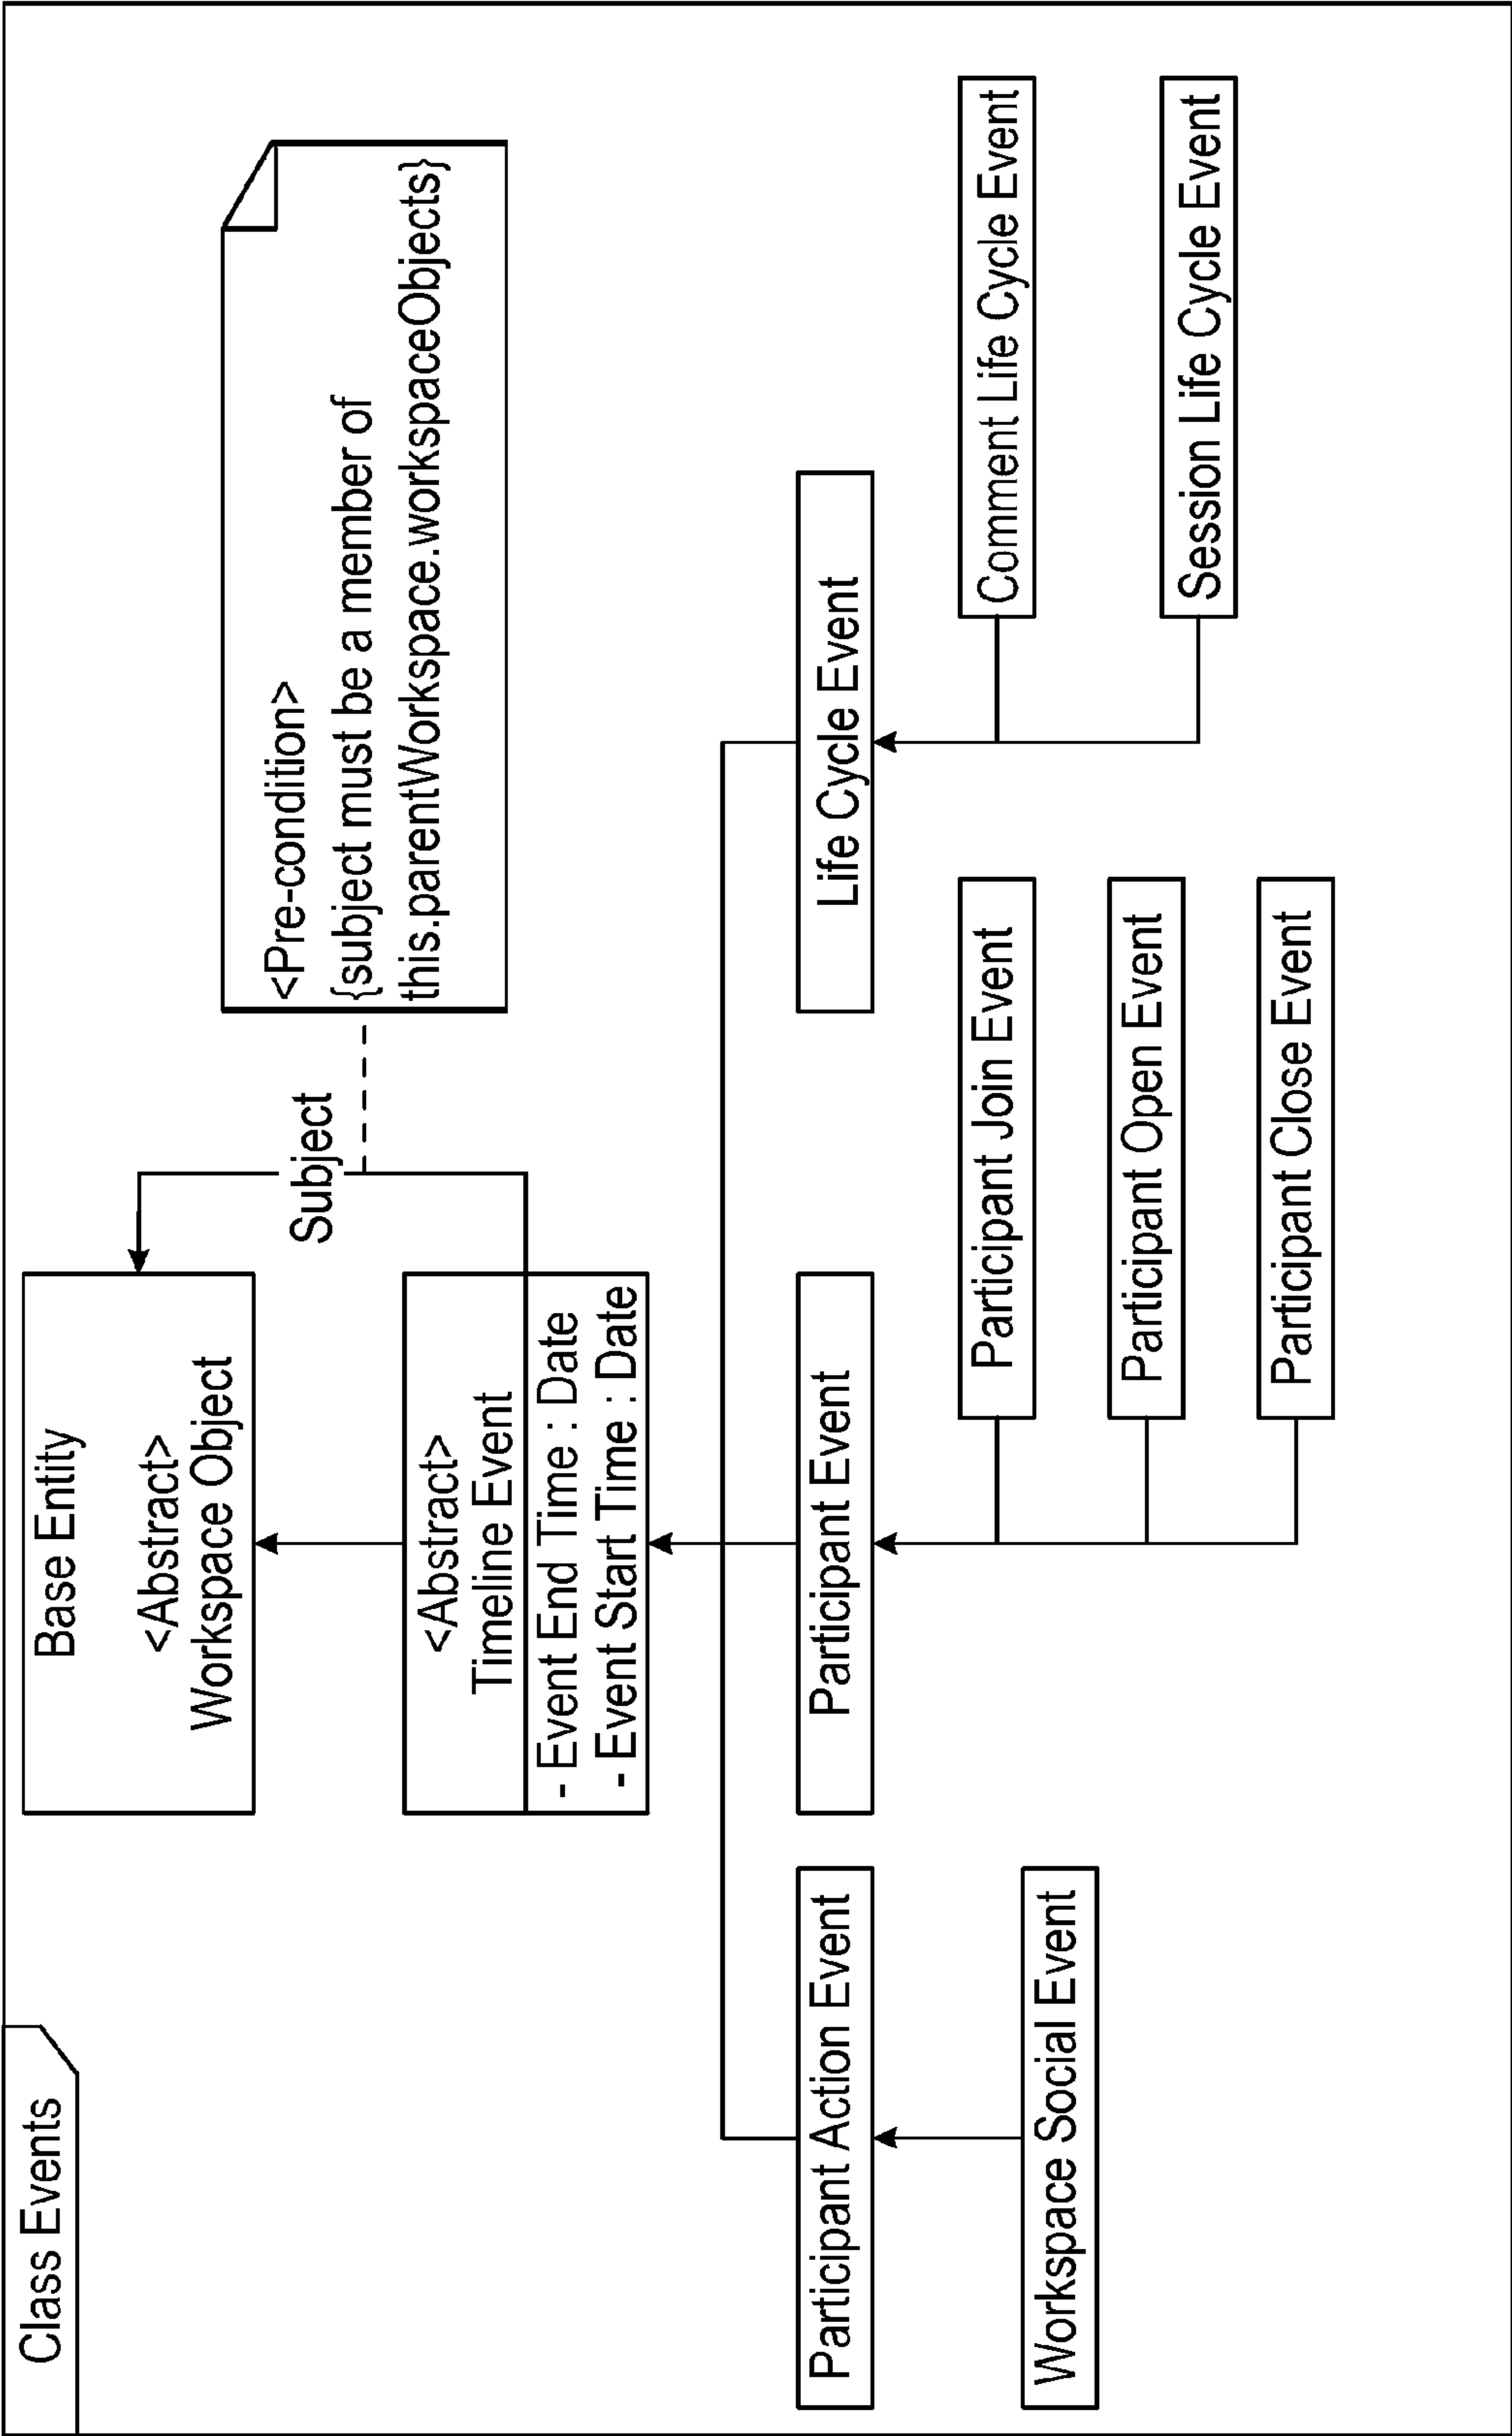 Class Events
Base Entity
<Abstract>
Workspace Object
Subject
<Pre-condition>
{subject must be a member of
this.parentWorkspace.workspaceObjects}
<Abstract>
Timeline Event
- Event End Time : Date
- Event Start Time : Date
Participant Action Event
Participant Event
Life Cycle Event
Workspace Social Event
Participant Join Event
Participant Open Event
Participant Close Event
Comment Life Cycle Event
Session Life Cycle Event